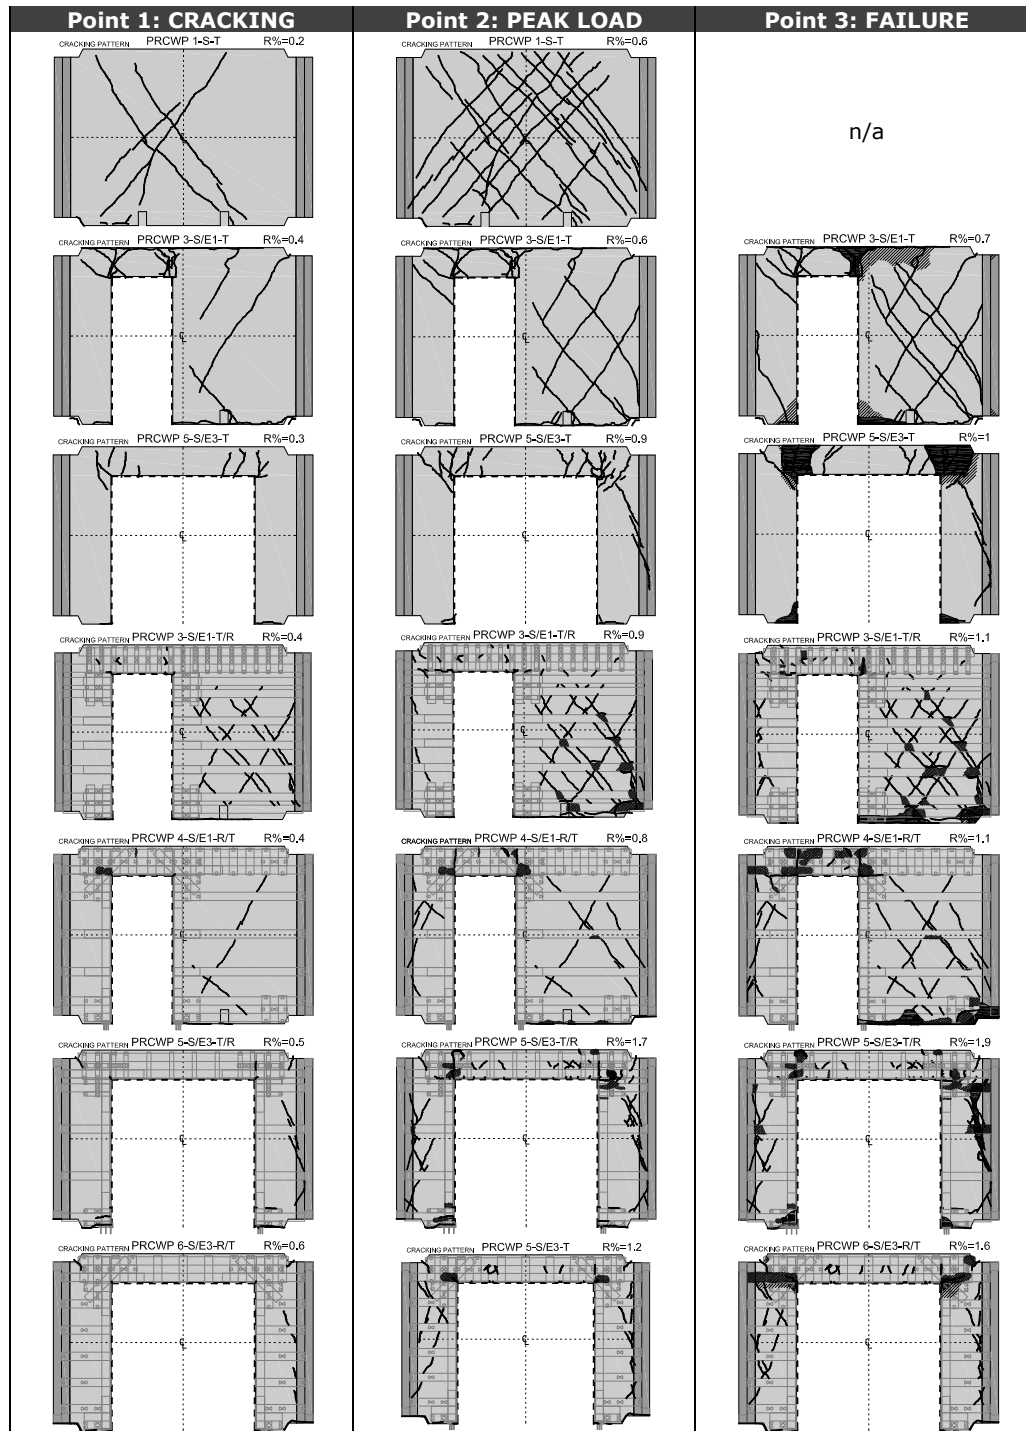 Point 1: CRACKING Point 2: PEAK LOAD Point 3: FAILURE
CRACKING PATTERN PRCWP 1-S-T R%=0.2
CRACKING PATTERN PRCWP 1-S-T R%=0.6
n/a
CRACKING PATTERN PRCWP 3-S/E1-T R%=0.4
CRACKING PATTERN PRCWP 3-S/E1-T R%=0.6
CRACKING PATTERN PRCWP 3-S/E1-T R%=0.7
CRACKING PATTERN PRCWP 5-S/E3-T R%=0.3
CRACKING PATTERN PRCWP 5-S/E3-T R%=0.9
CRACKING PATTERN PRCWP 5-S/E3-T R%=1
CRACKING PATTERN PRCWP 3-S/E1-T/R R%=0.4
CRACKING PATTERN PRCWP 3-S/E1-T/R R%=0.9
CRACKING PATTERN PRCWP 3-S/E1-T/R R%=1.1
CRACKING PATTERN PRCWP 4-S/E1-R/T R%=0.4
CRACKING PATTERN PRCWP 4-S/E1-R/T R%=0.8
CRACKING PATTERN PRCWP 4-S/E1-R/T R%=1.1
CRACKING PATTERN PRCWP 5-S/E3-T/R R%=0.5
CRACKING PATTERN PRCWP 5-S/E3-T/R R%=1.7
CRACKING PATTERN PRCWP 5-S/E3-T/R R%=1.9
CRACKING PATTERN PRCWP 6-S/E3-R/T R%=0.6
CRACKING PATTERN PRCWP 5-S/E3-T R%=1.2
CRACKING PATTERN PRCWP 6-S/E3-R/T R%=1.6